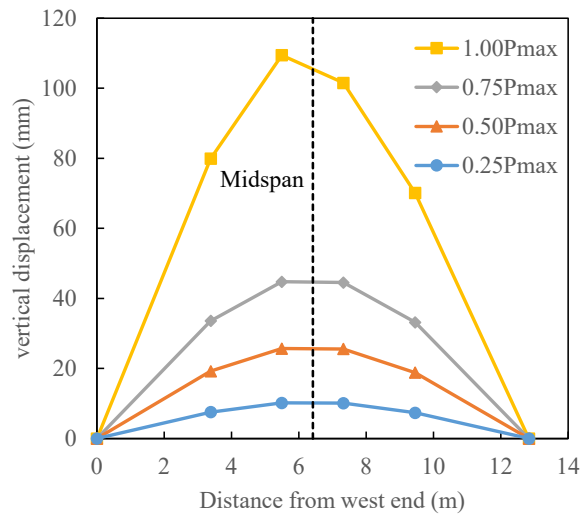 120
100
80
60
40
20
0
vertical displacement (mm)
1.00Pmax
0.75Pmax
0.50Pmax
0.25Pmax
Midspan
0 2 4 6 8 10 12 14
Distance from west end (m)